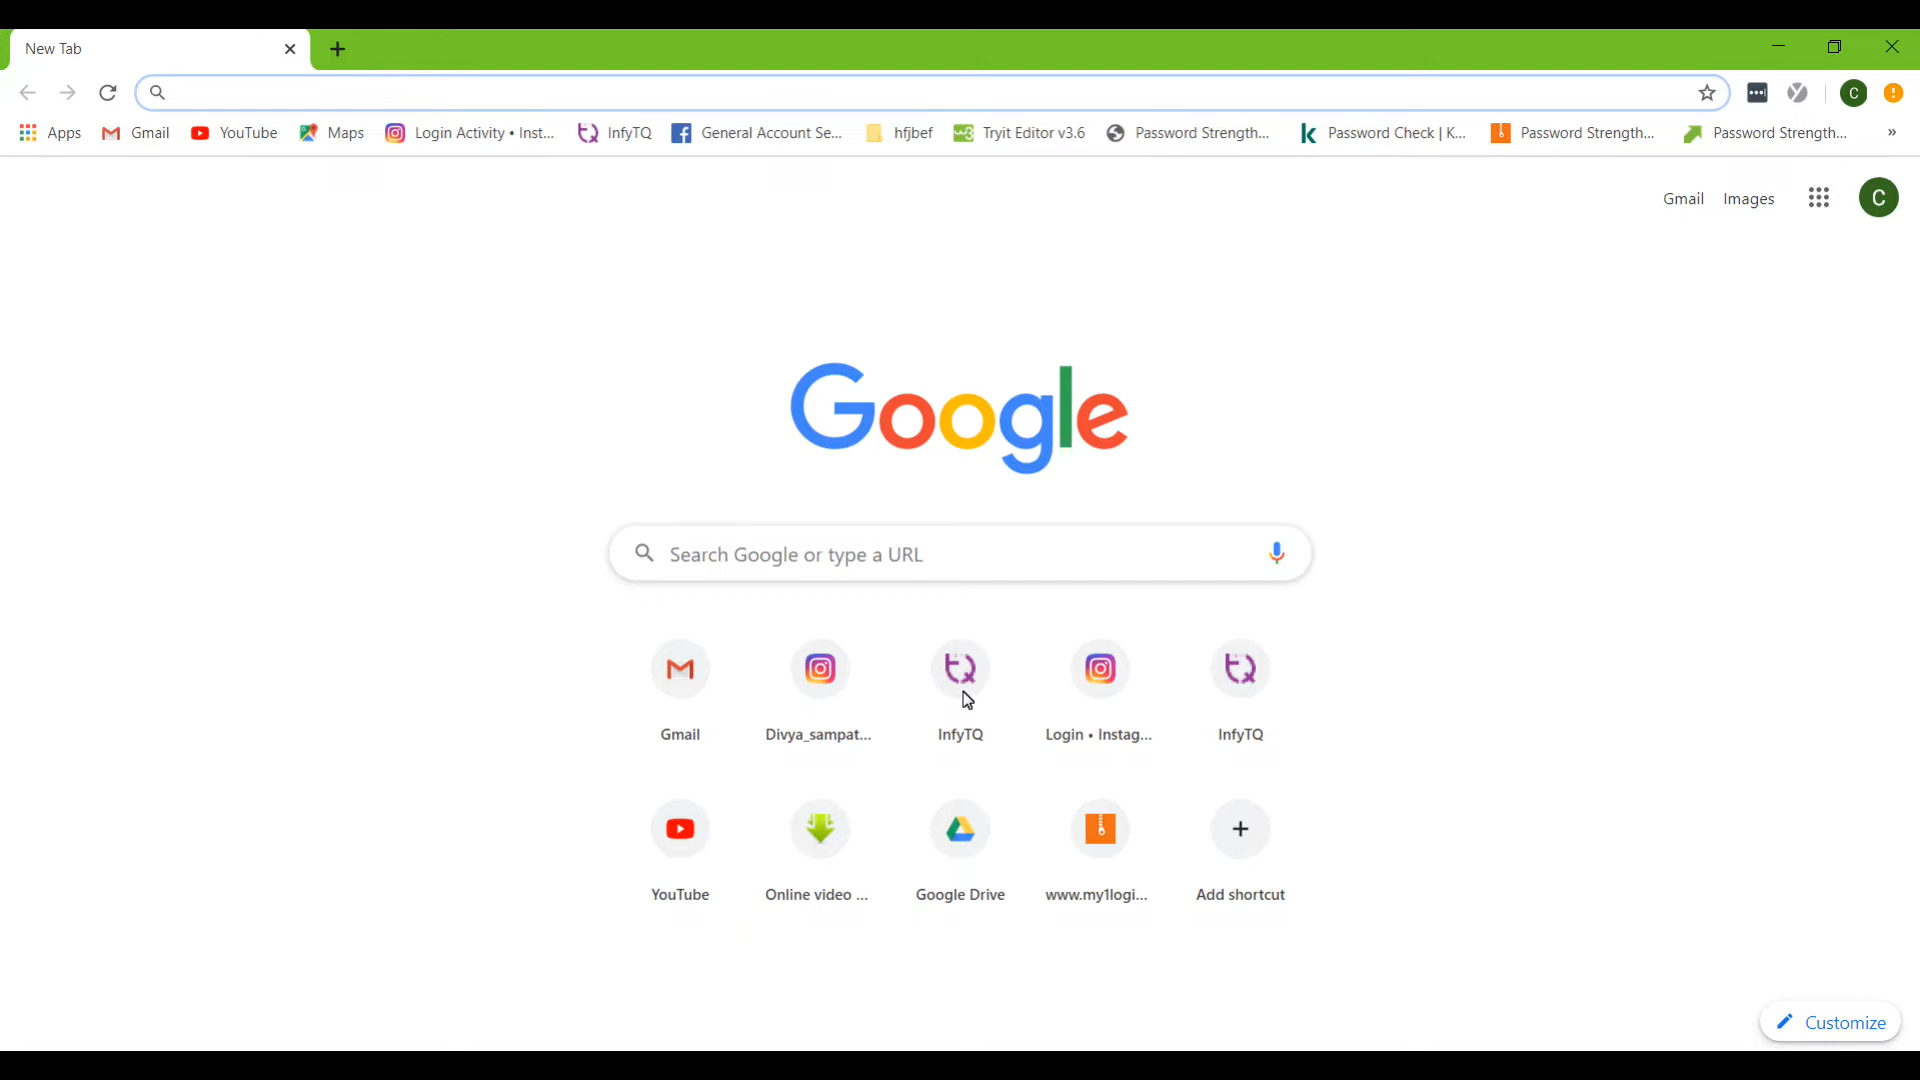 New Tab
Apps Gmail YouTube Maps Login Activity • Inst... InfyTQ General Account Se... hfjbef Tryit Editor v3.6 Password Strength... Password Check | K... Password Strength... Password Strength... »
Gmail Images C
Google
Search Google or type a URL
Gmail Divya_sampat... InfyTQ Login • Instag... InfyTQ
YouTube Online video ... Google Drive www.my1logi... Add shortcut
Customize